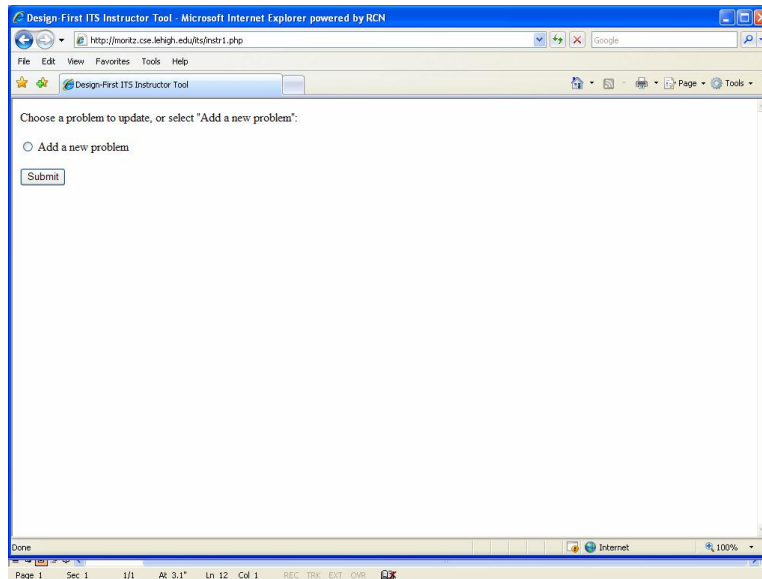 Design-First ITS Instructor Tool - Microsoft Internet Explorer powered by RCN
http://moritz.cse.lehigh.edu/its/instr1.php
Google
File Edit View Favorites Tools Help
Design-First ITS Instructor Tool
Page Tools
Choose a problem to update, or select "Add a new problem":
Add a new problem
Submit
Done Internet 100%
Page 1 Sec 1 1/1 At 3.1" Ln 12 Col 1 REC TRK EXT OVR